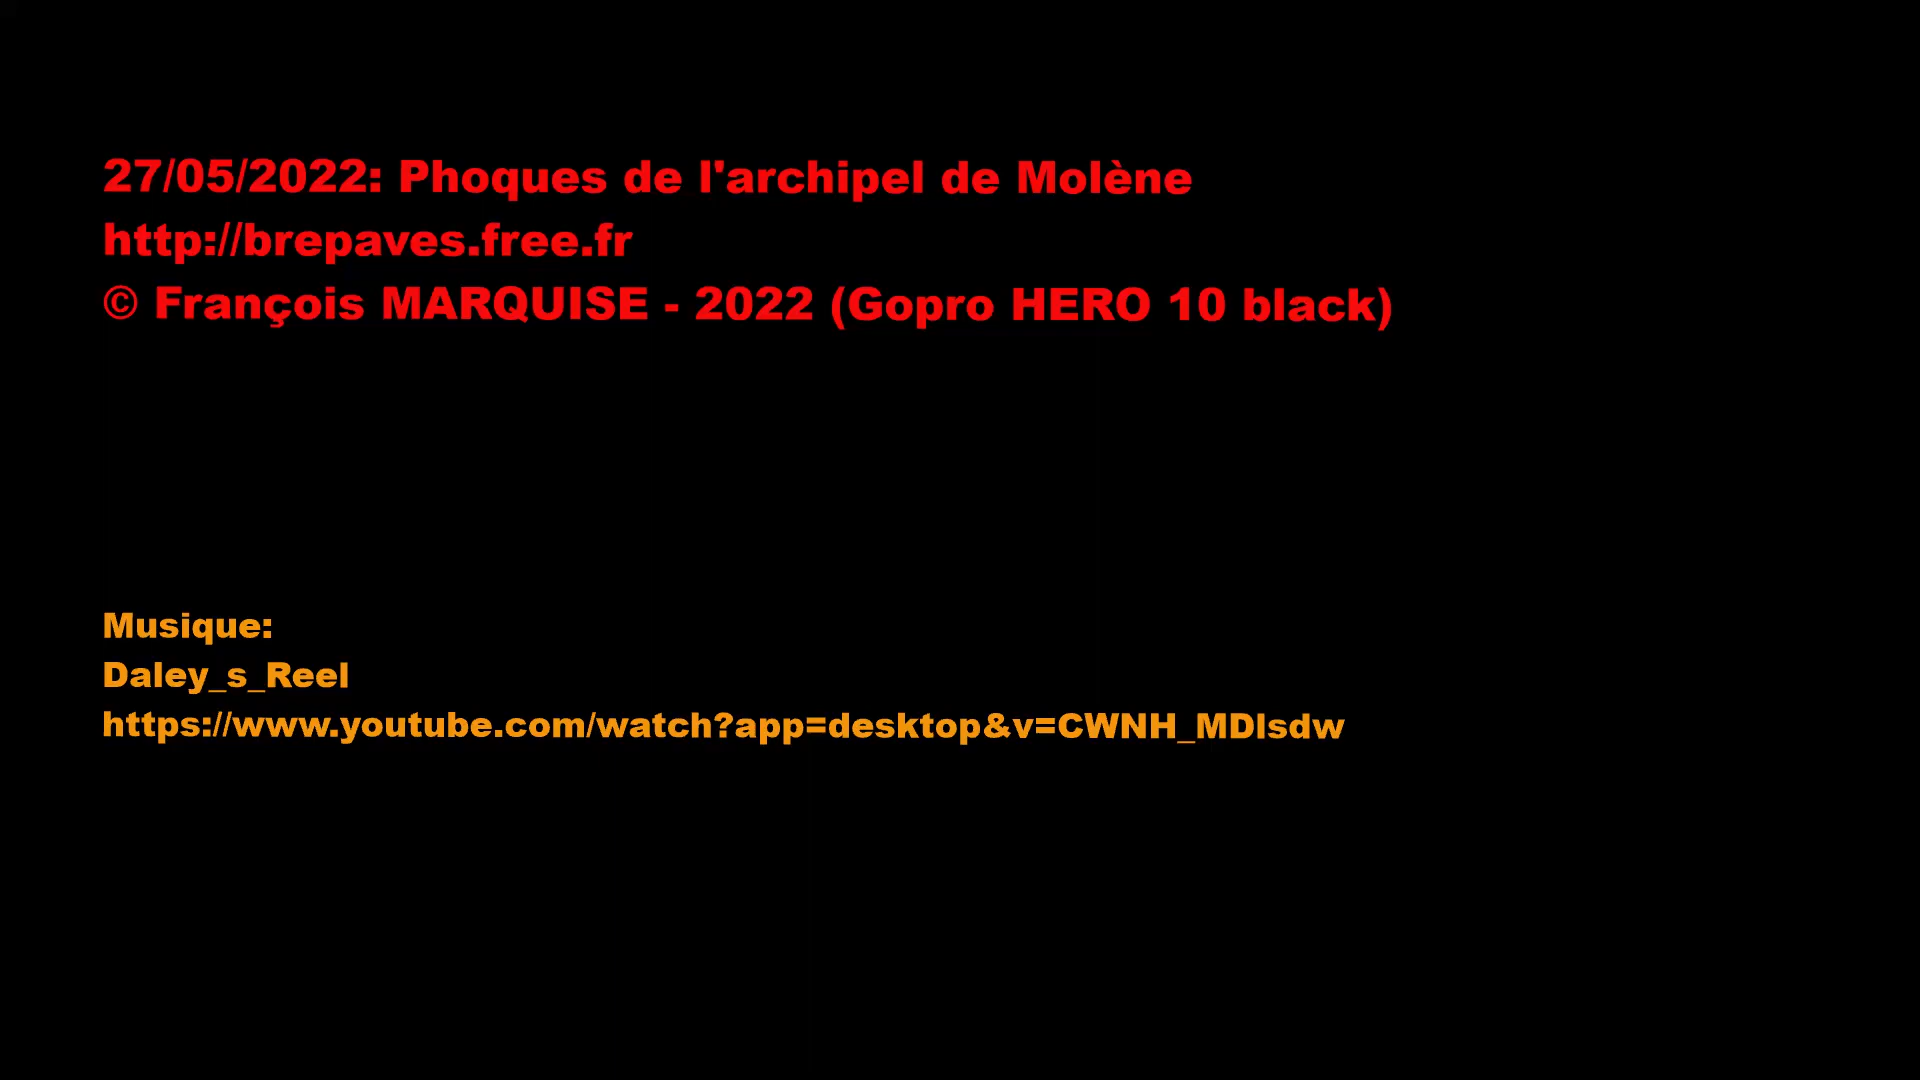 27/05/2022: Phoques de l'archipel de Molène
http://brepaves.free.fr
© François MARQUISE - 2022 (Gopro HERO 10 black)
Musique:
Daley_s_Reel
https://www.youtube.com/watch?app=desktop&v=CWNH_MDIsdw